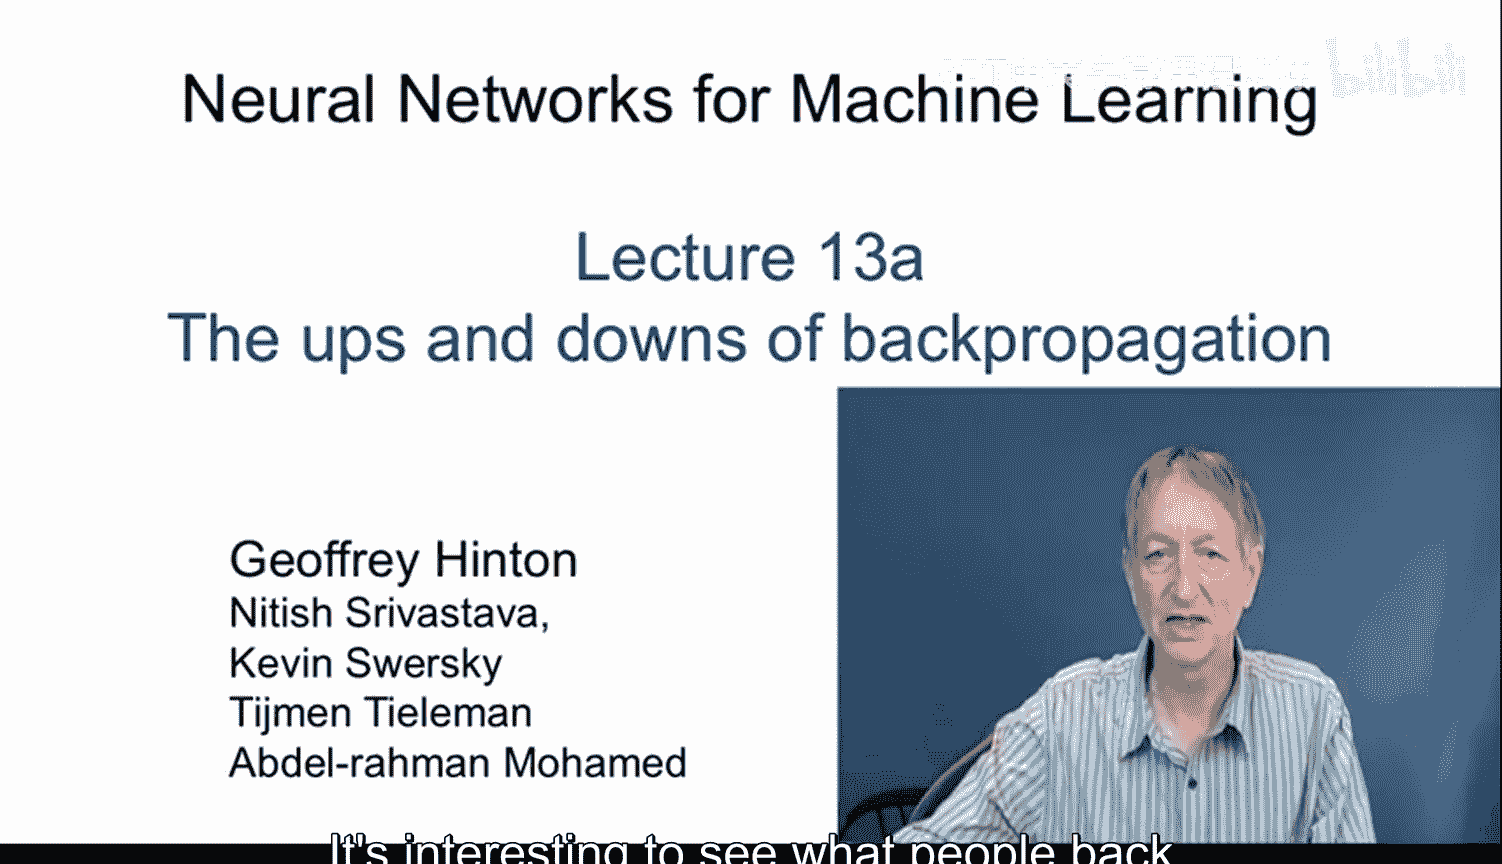 Neural Networks for Machine Learning
bilibili
Lecture 13a
The ups and downs of backpropagation
Geoffrey Hinton
Nitish Srivastava,
Kevin Swersky
Tijmen Tieleman
Abdel-rahman Mohamed
It's interesting to see what people back